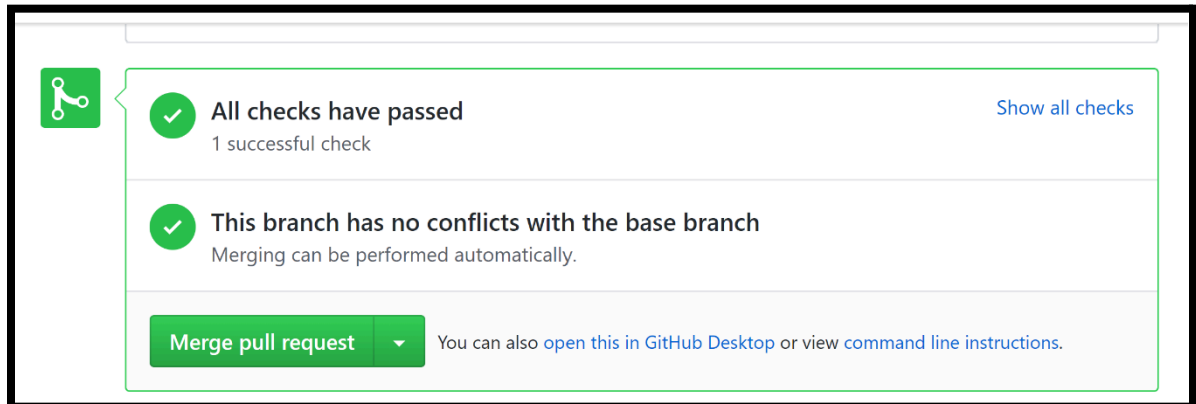 All checks have passed
Show all checks
1 successful check
This branch has no conflicts with the base branch
Merging can be performed automatically.
Merge pull request
You can also open this in GitHub Desktop or view command line instructions.